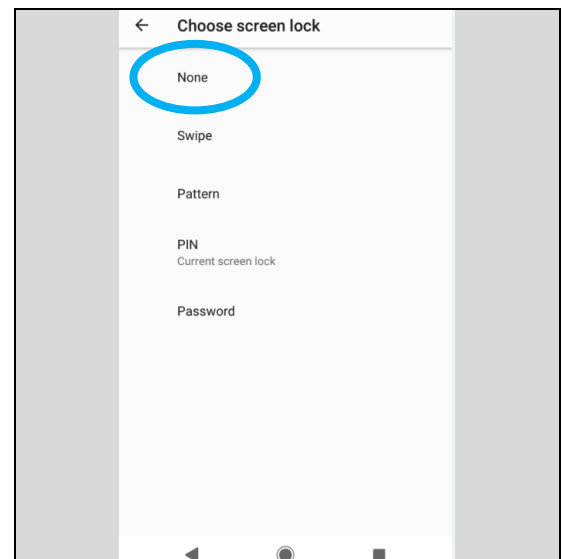 Choose screen lock
None
Swipe
Pattern
PIN
Current screen lock
Password